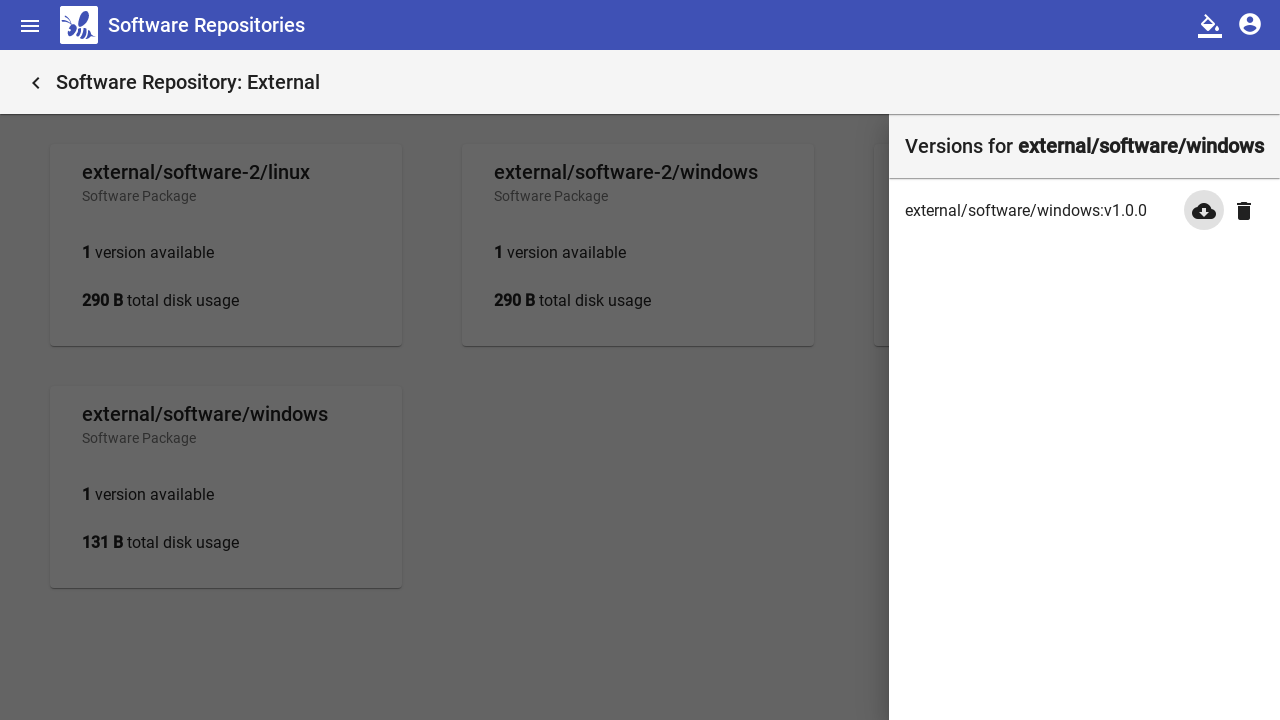 Software Repositories
Software Repository: External
external/software-2/linux
Software Package
1 version available
290 B total disk usage
external/software-2/windows
Software Package
1 version available
290 B total disk usage
external/software/windows
Software Package
1 version available
131 B total disk usage
Versions for external/software/windows
external/software/windows:v1.0.0